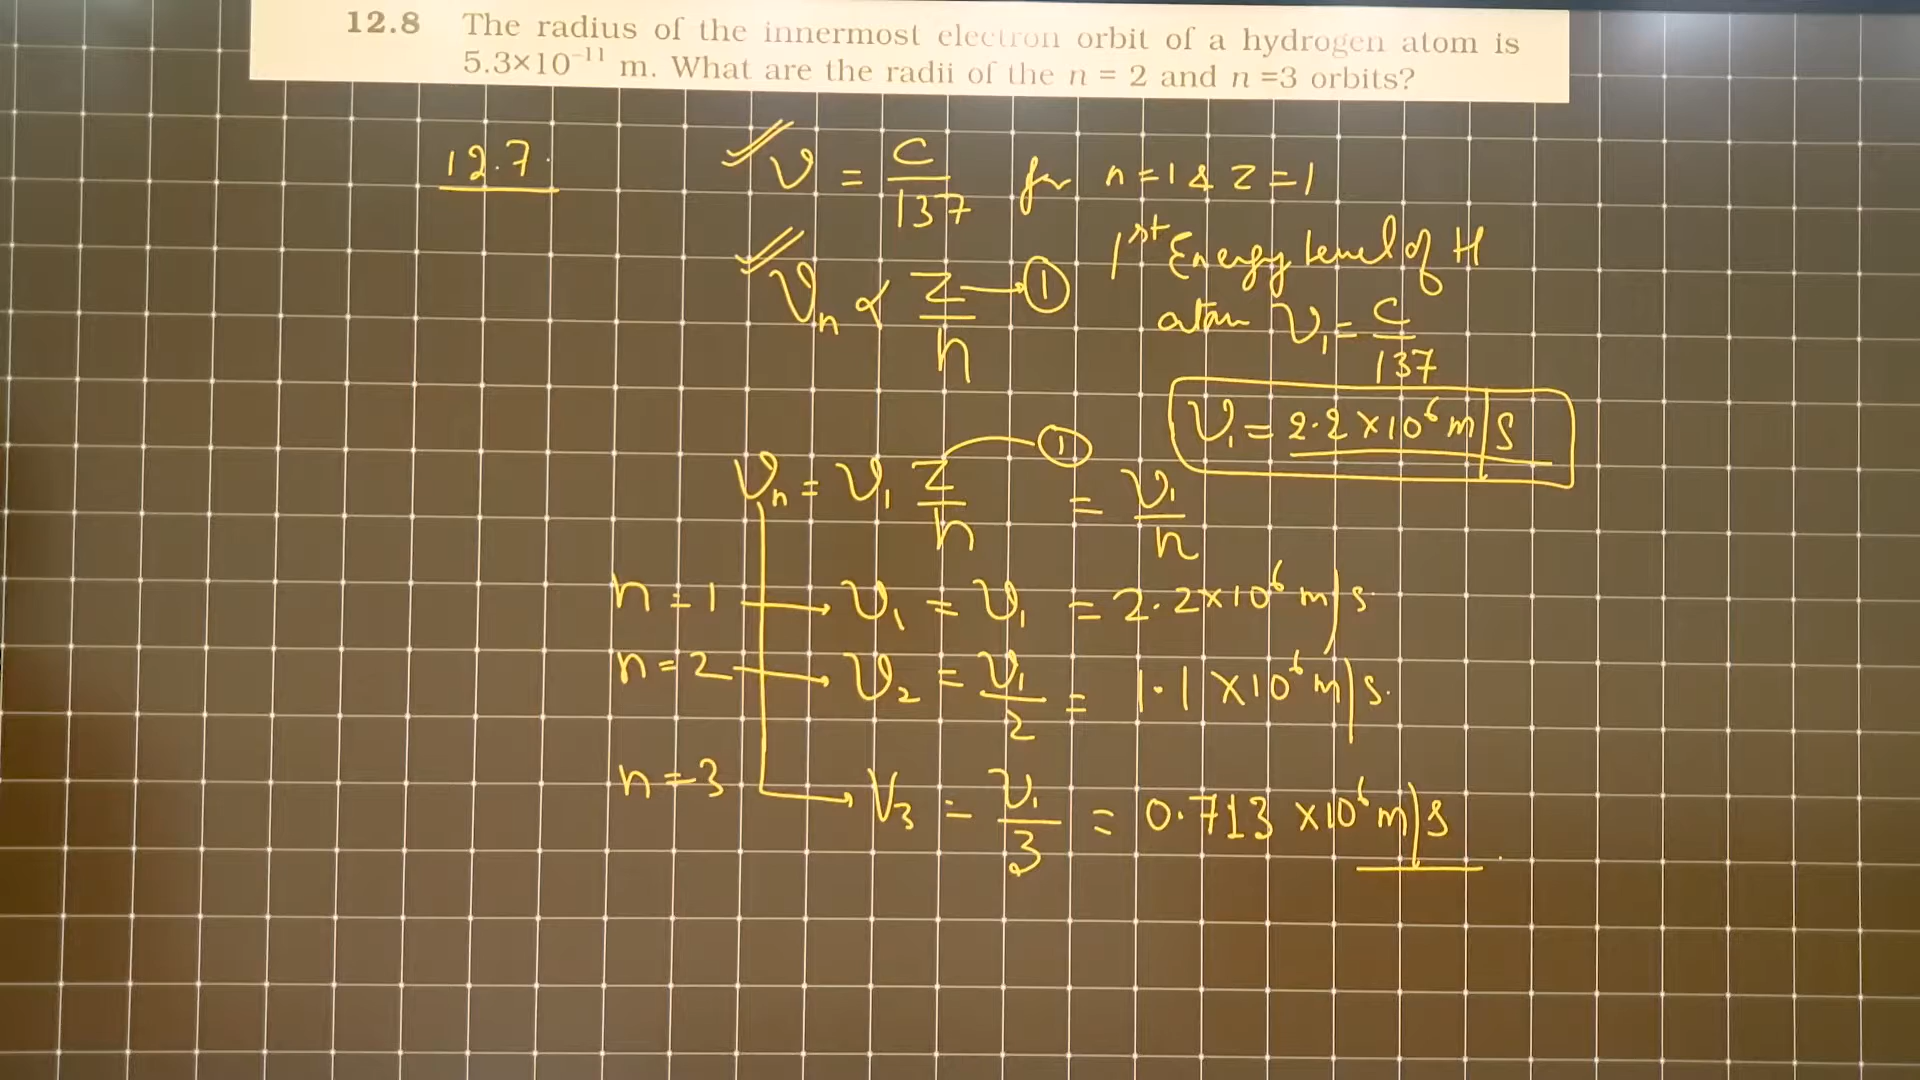 12.8 The radius of the innermost electron orbit of a hydrogen atom is
5.3×10⁻¹¹ m. What are the radii of the n = 2 and n =3 orbits?
12.7.
v = c/137 for n=1 & Z=1
1st Energy level of H
vₙ ∝ Z/n → ①
atom v₁ = c/137
v₁ = 2.2 ×10⁶ m/s
vₙ = v₁ Z/n ① = v₁/n
n=1 → v₁ = v₁ = 2.2×10⁶ m/s.
n=2 → v₂ = v₁/2 = 1.1 ×10⁶ m/s.
n=3 → V₃ = v₁/3 = 0.713 ×10⁶ m/s